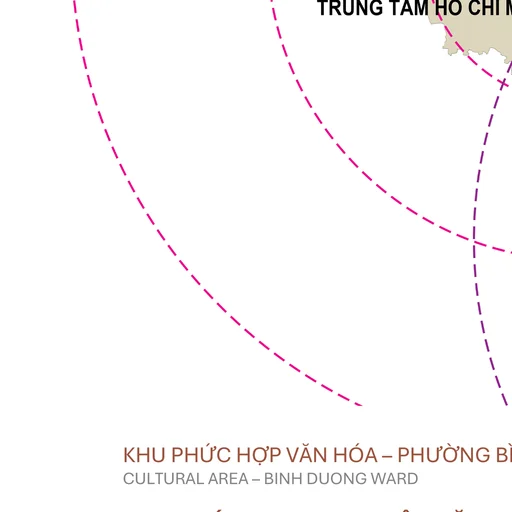 TRUNG TÂM HỒ CHÍ
KHU PHỨC HỢP VĂN HÓA – PHƯỜNG
CULTURAL AREA – BINH DUONG WARD